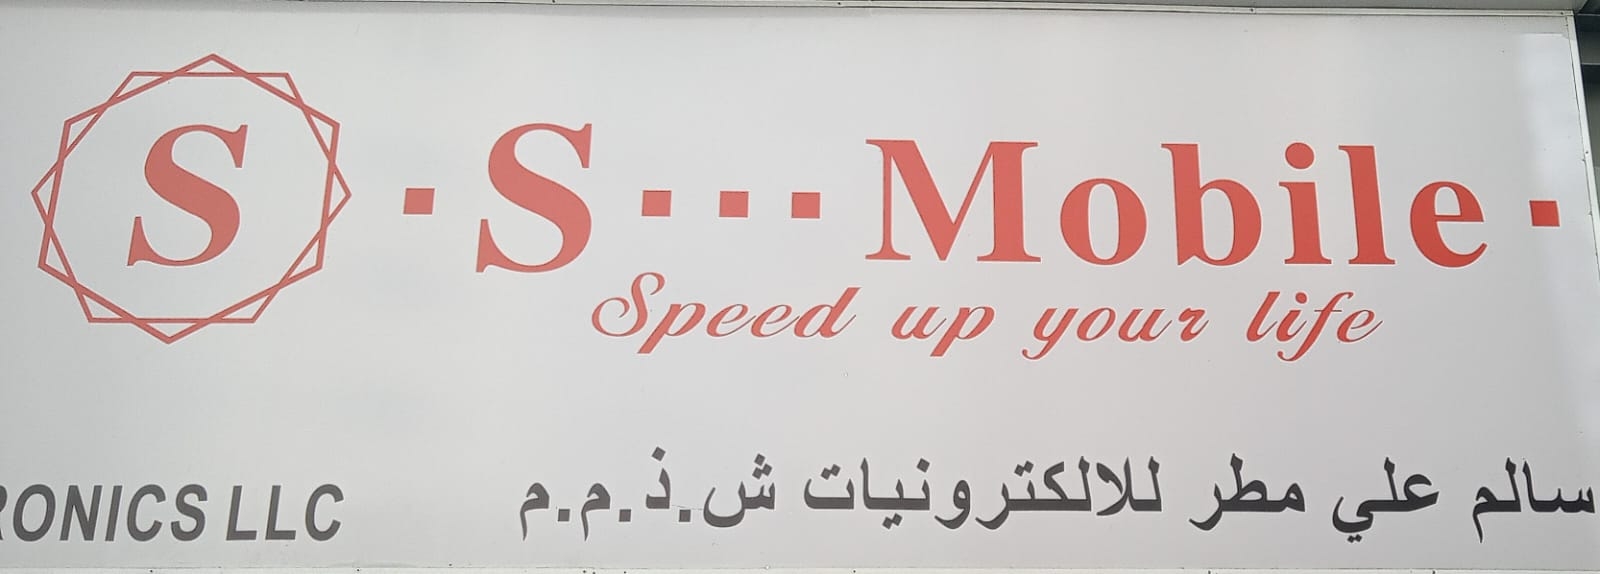 S . S ... Mobile .
Speed up your life
RONICS LLC
سالم علي مطر للالكترونيات ش.ذ.م.م